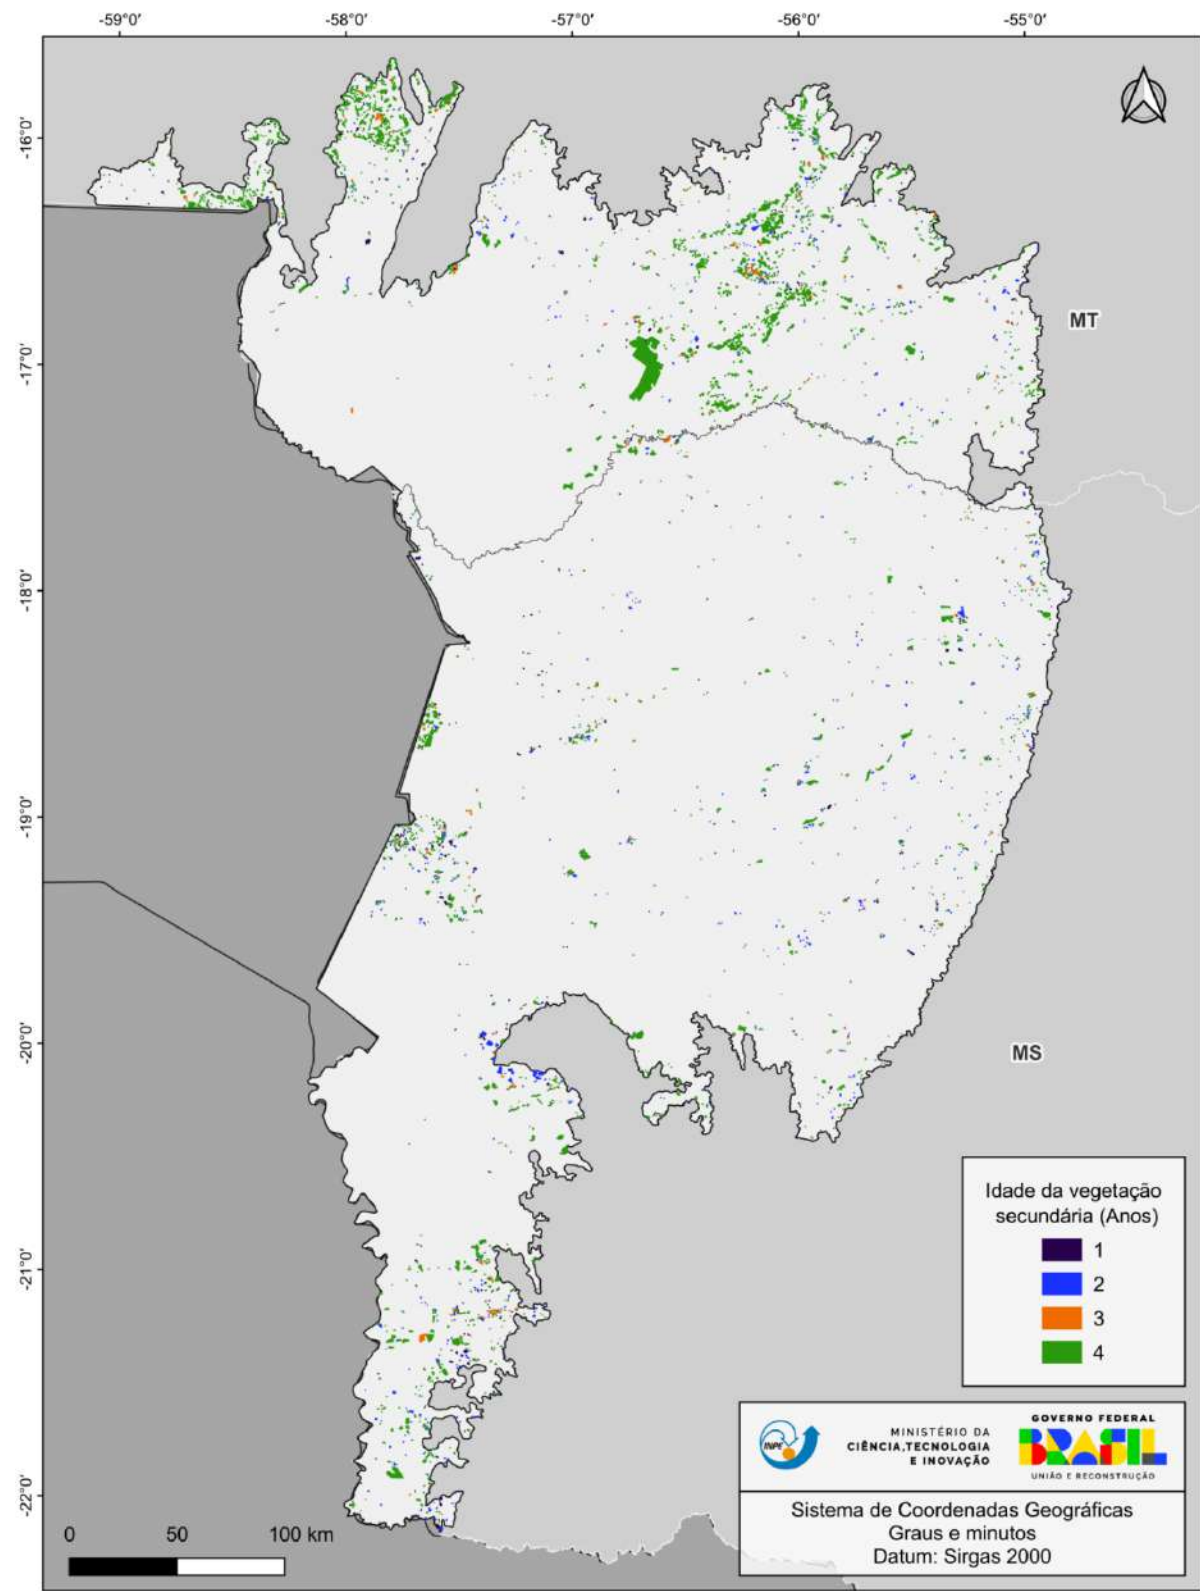 -59°0' -58°0' -57°0' -56°0' -55°0'
-16°0'
-17°0'
-18°0'
-19°0'
-20°0'
-21°0'
-22°0'
MT
MS
Idade da vegetação
secundária (Anos)
1
2
3
4
INPE
MINISTÉRIO DA
CIÊNCIA,TECNOLOGIA
E INOVAÇÃO
GOVERNO FEDERAL
BRASIL
UNIÃO E RECONSTRUÇÃO
Sistema de Coordenadas Geográficas
Graus e minutos
Datum: Sirgas 2000
0 50 100 km